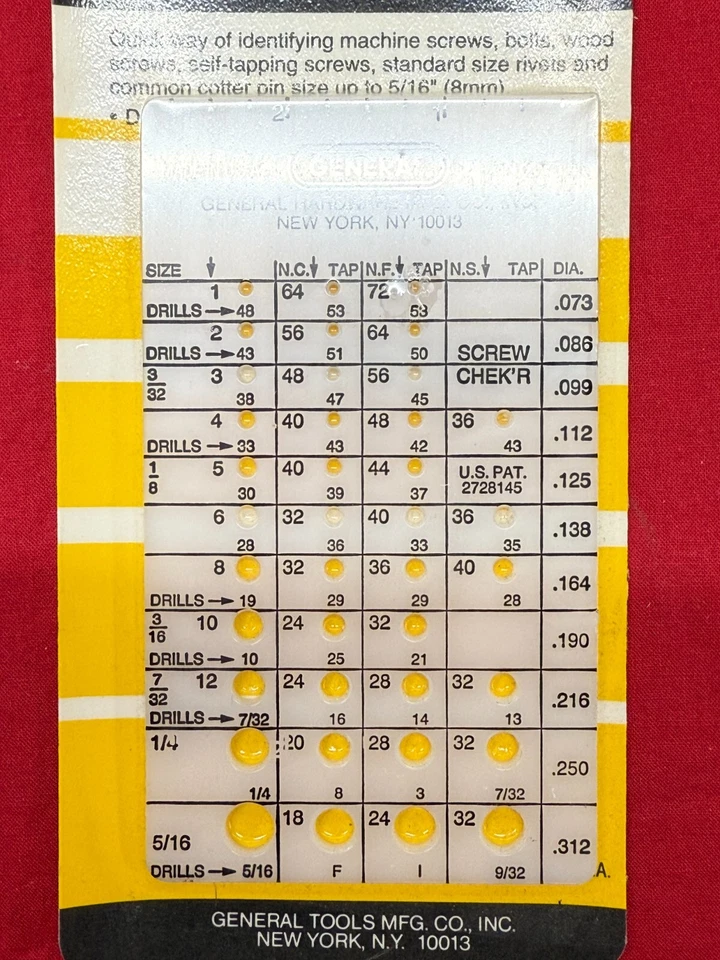 Quick way of identifying machine screws, bolts, wood
screws, self-tapping screws, standard size rivets and
common cotter pin size up to 5/16" (8mm)
• D
2 1
GENERAL
GENERAL HARDWARE
NEW YORK, NY 10013
SIZE ↓ N.C.↓ TAP N.F.↓ TAP N.S.↓ TAP DIA.
1 64 72 .073
DRILLS → 48 53 53
2 56 64 .086
DRILLS → 43 51 50 SCREW
3/32 3 48 56 CHEK'R .099
38 47 45
4 40 48 36 .112
DRILLS → 33 43 42 43
1/8 5 40 44 U.S. PAT. .125
30 39 37 2728145
6 32 40 36 .138
28 36 33 35
8 32 36 40 .164
DRILLS → 19 29 29 28
3/16 10 24 32 .190
DRILLS → 10 25 21
7/32 12 24 28 32 .216
DRILLS → 7/32 16 14 13
1/4 20 28 32 .250
1/4 8 3 7/32
5/16 18 24 32 .312
DRILLS → 5/16 F I 9/32 A.
GENERAL TOOLS MFG. CO., INC.
NEW YORK, N.Y. 10013